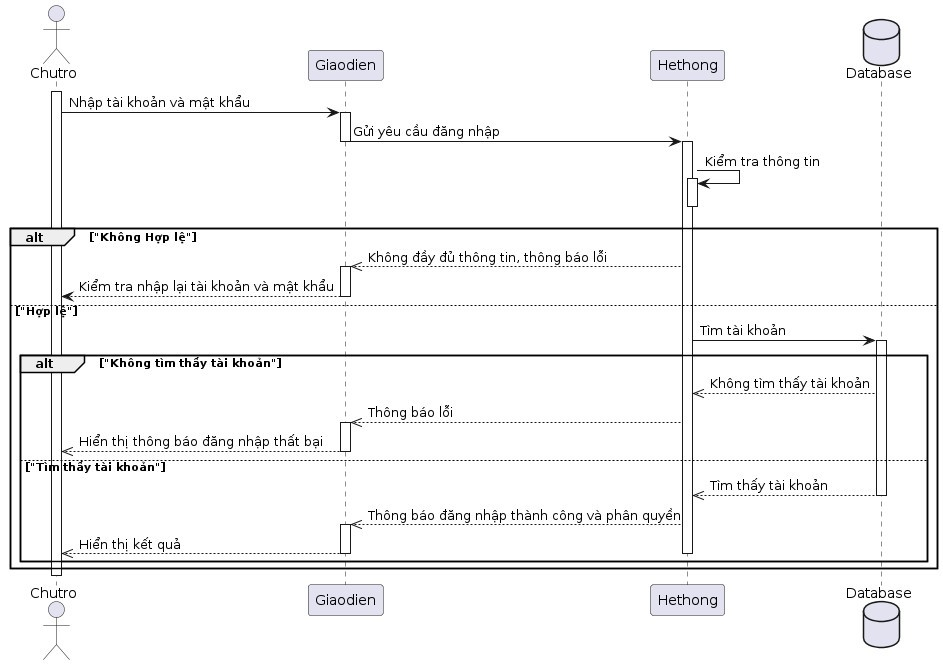 Chutro
Giaodien
Hethong
Database
Nhập tài khoản và mật khẩu
Gửi yêu cầu đăng nhập
Kiểm tra thông tin
alt ["Không Hợp lệ"]
Không đầy đủ thông tin, thông báo lỗi
Kiểm tra nhập lại tài khoản và mật khẩu
["Hợp lệ"]
Tìm tài khoản
alt ["Không tìm thấy tài khoản"]
Không tìm thấy tài khoản
Thông báo lỗi
Hiển thị thông báo đăng nhập thất bại
["Tìm thấy tài khoản"]
Tìm thấy tài khoản
Thông báo đăng nhập thành công và phân quyền
Hiển thị kết quả
Chutro
Giaodien
Hethong
Database